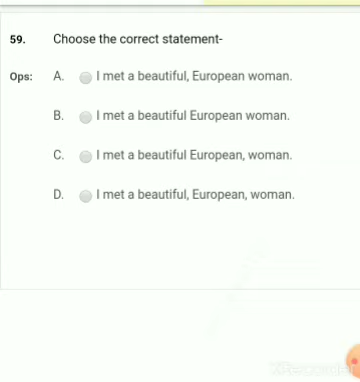 59. Choose the correct statement-
Ops: A. I met a beautiful, European woman.
B. I met a beautiful European woman.
C. I met a beautiful European, woman.
D. I met a beautiful, European, woman.